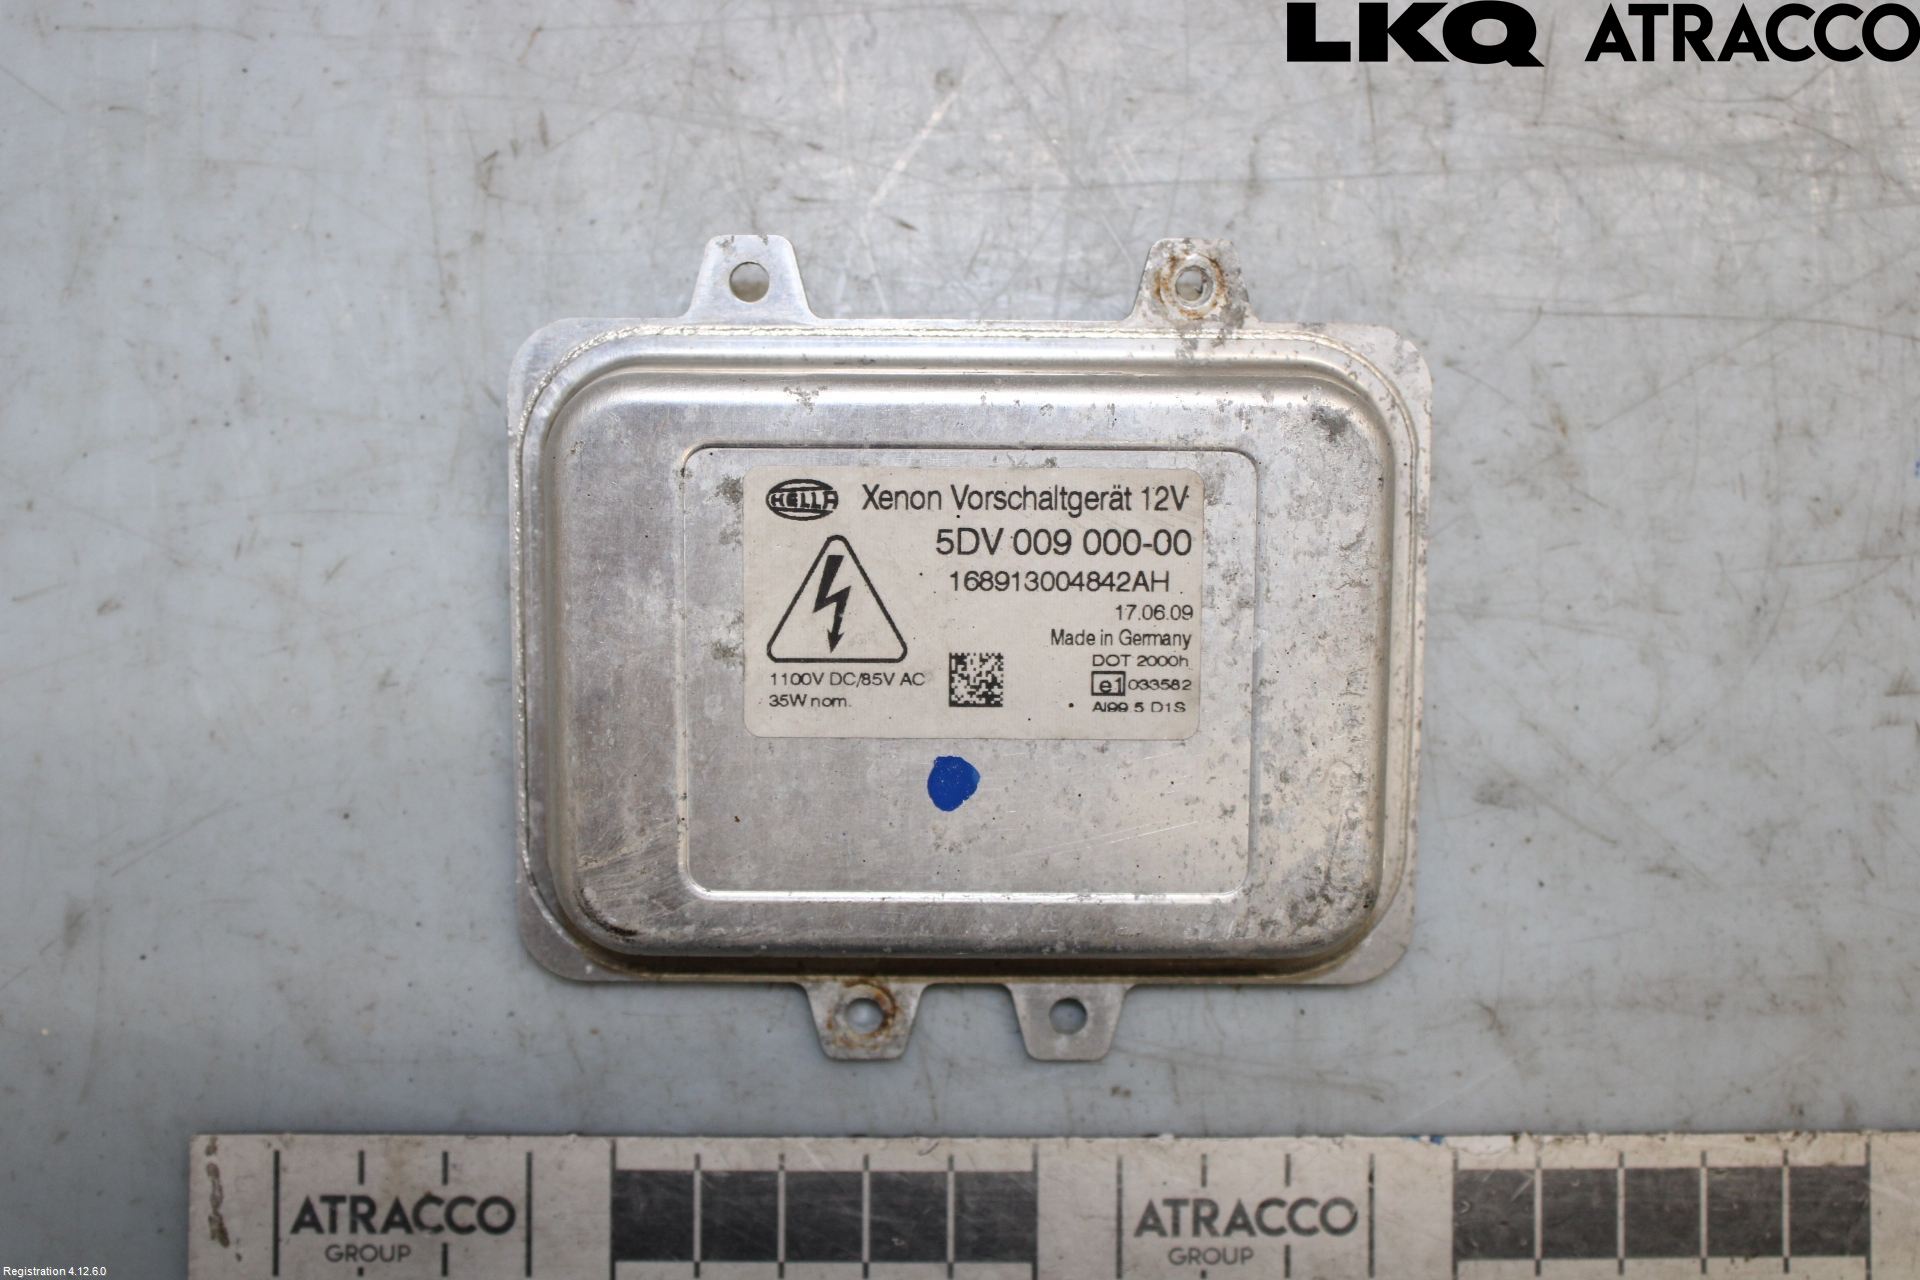 LKQ ATRACCO
HELLA Xenon Vorschaltgerät 12V
5DV 009 000-00
168913004842AH
17.06.09
Made in Germany
DOT 2000h
1100V DC/85V AC
e1 033582
35W nom.
AI99.5 D1S
ATRACCO
GROUP
ATRACCO
GROUP
Registration 4.12.6.0